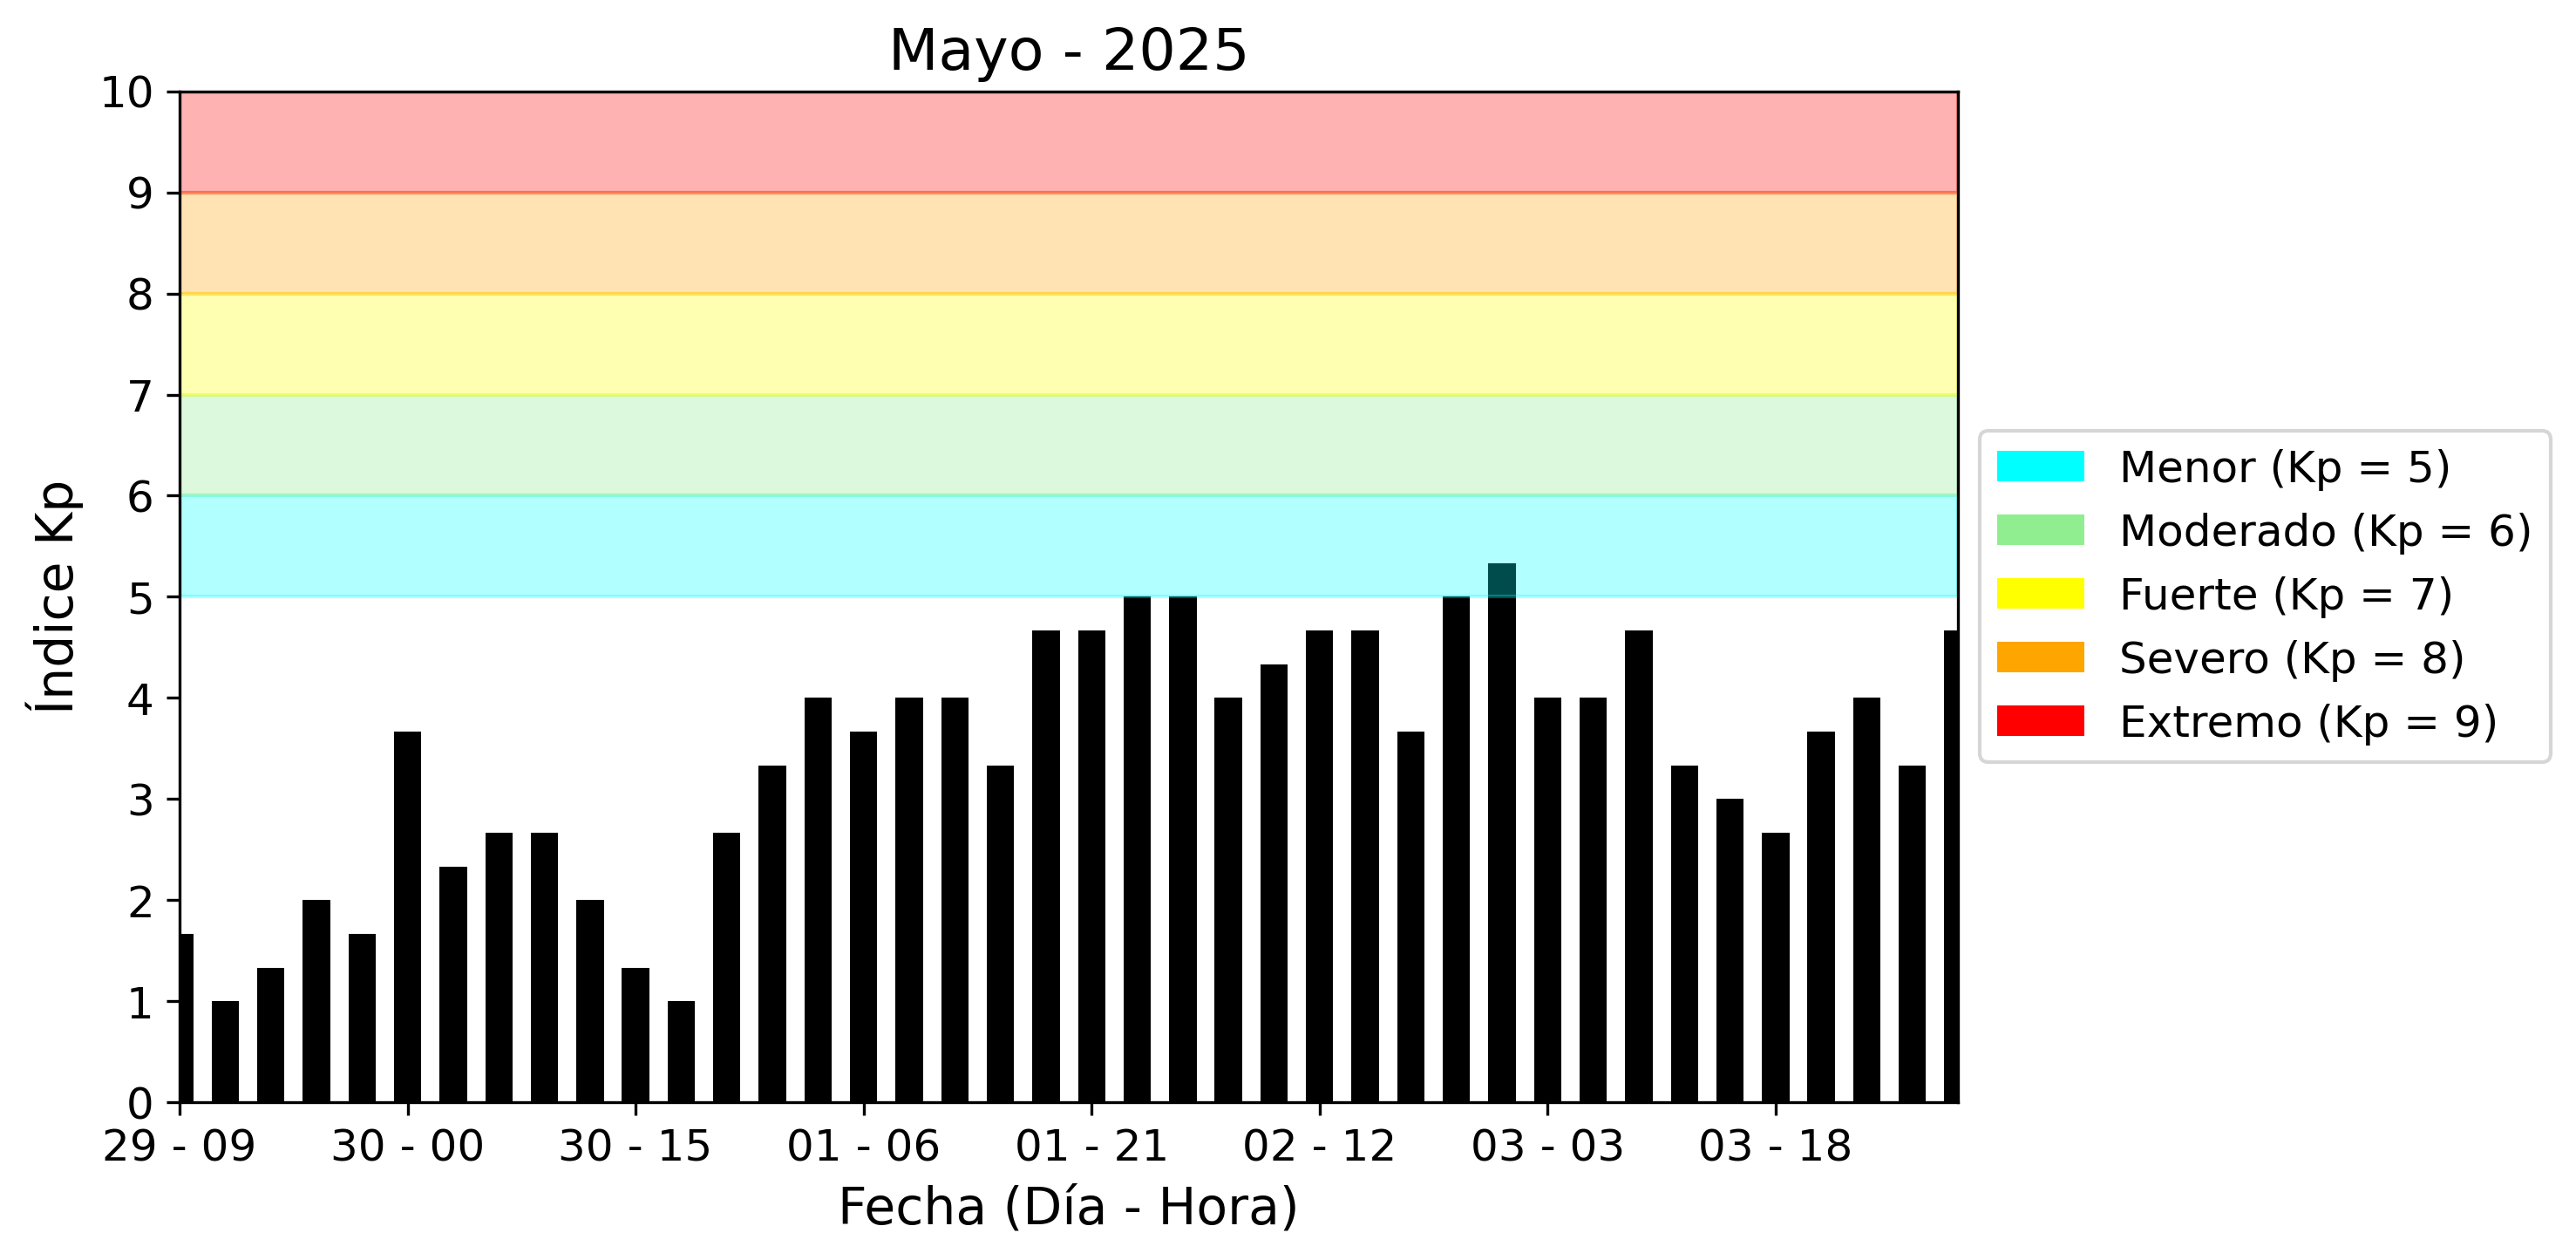 Mayo - 2025
10
9
8
7
6
5
4
3
2
1
0
Índice Kp
29 - 09 30 - 00 30 - 15 01 - 06 01 - 21 02 - 12 03 - 03 03 - 18
Fecha (Día - Hora)
Menor (Kp = 5)
Moderado (Kp = 6)
Fuerte (Kp = 7)
Severo (Kp = 8)
Extremo (Kp = 9)